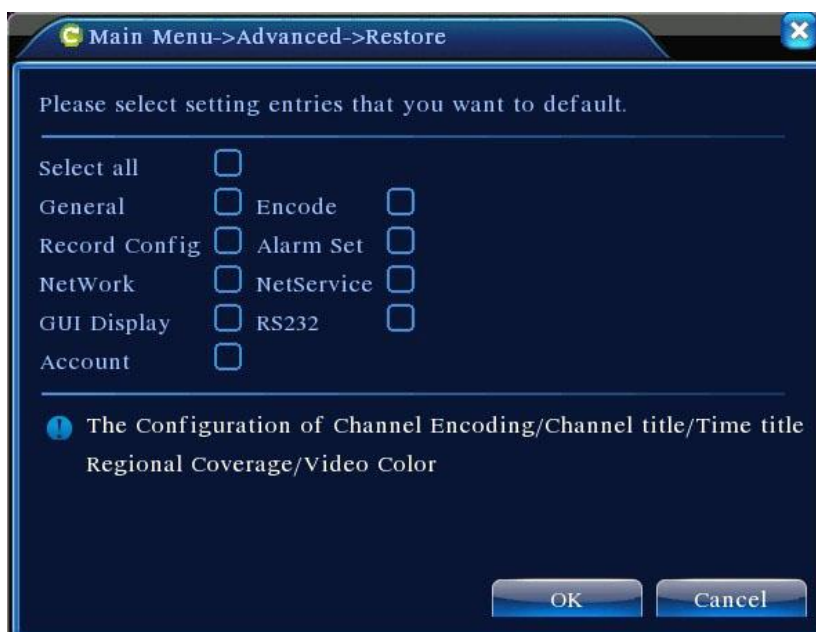 Main Menu->Advanced->Restore
Please select setting entries that you want to default.
Select all
General Encode
Record Config Alarm Set
NetWork NetService
GUI Display RS232
Account
The Configuration of Channel Encoding/Channel title/Time title
Regional Coverage/Video Color
OK Cancel